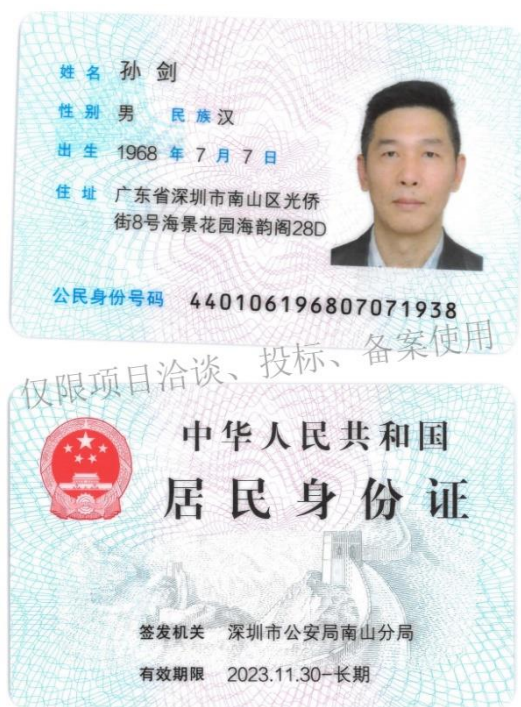 姓名 孙剑
性别 男 民族 汉
出生 1968 年 7 月 7 日
住址 广东省深圳市南山区光侨
街8号海景花园海韵阁28D
公民身份号码 440106196807071938
仅限项目洽谈、投标、备案使用
中华人民共和国
居民身份证
签发机关 深圳市公安局南山分局
有效期限 2023.11.30-长期